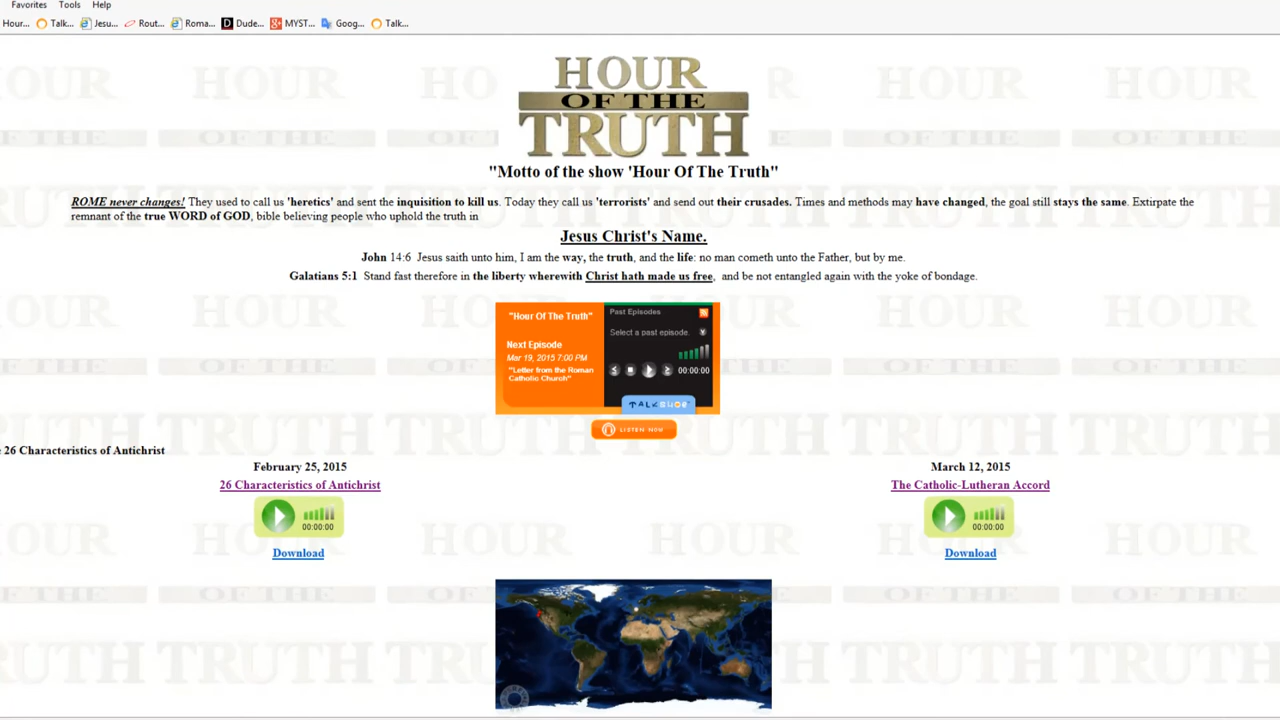 Favorites Tools Help
Hour... Talk... Jesu... Rout... Roma... Dude... MYST... Goog... Talk...
HOUR
OF THE
TRUTH
"Motto of the show 'Hour Of The Truth"
ROME never changes! They used to call us 'heretics' and sent the inquisition to kill us. Today they call us 'terrorists' and send out their crusades. Times and methods may have changed, the goal still stays the same. Extirpate the
remnant of the true WORD of GOD, bible believing people who uphold the truth in
Jesus Christ's Name.
John 14:6 Jesus saith unto him, I am the way, the truth, and the life: no man cometh unto the Father, but by me.
Galatians 5:1 Stand fast therefore in the liberty wherewith Christ hath made us free, and be not entangled again with the yoke of bondage.
"Hour Of The Truth"
Past Episodes
Select a past episode.
Next Episode
Mar 19, 2015 7:00 PM
"Letter from the Roman
Catholic Church"
00:00:00
TALKSHOE
LISTEN NOW
26 Characteristics of Antichrist
February 25, 2015
March 12, 2015
26 Characteristics of Antichrist
The Catholic-Lutheran Accord
00:00:00
00:00:00
Download
Download